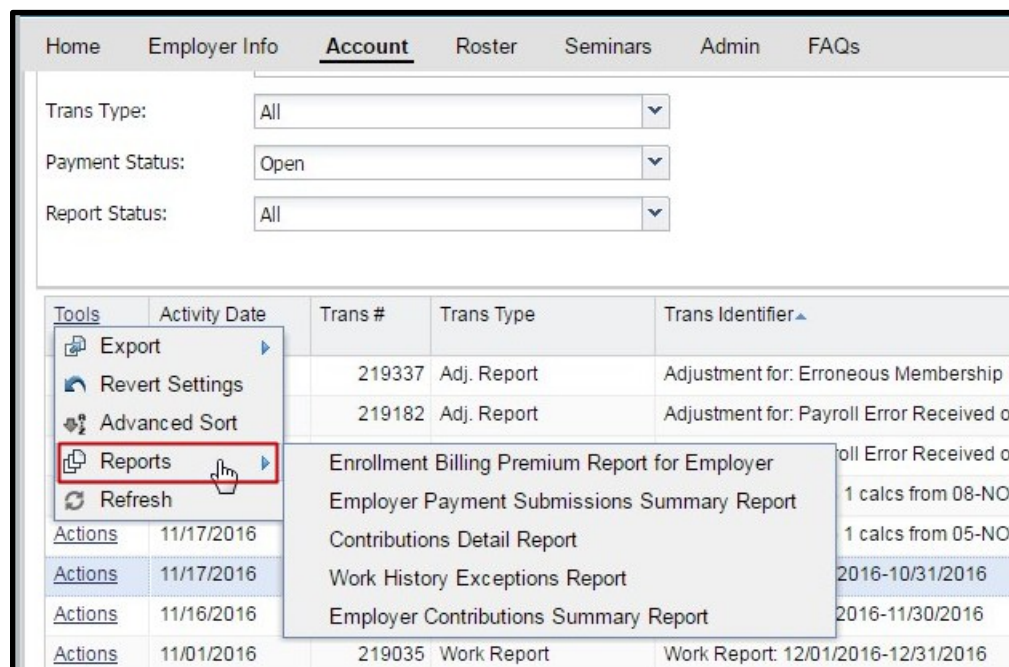 Home Employer Info Account Roster Seminars Admin FAQs
Trans Type: All
Payment Status: Open
Report Status: All
Tools Activity Date Trans # Trans Type Trans Identifier
Export
219337 Adj. Report Adjustment for: Erroneous Membership
Revert Settings
219182 Adj. Report Adjustment for: Payroll Error Received o
Advanced Sort
Reports Enrollment Billing Premium Report for Employer roll Error Received o
Refresh Employer Payment Submissions Summary Report 1 calcs from 08-NO
Actions 11/17/2016 Contributions Detail Report 1 calcs from 05-NO
Actions 11/17/2016 Work History Exceptions Report 2016-10/31/2016
Actions 11/16/2016 Employer Contributions Summary Report /2016-11/30/2016
Actions 11/01/2016 219035 Work Report Work Report: 12/01/2016-12/31/2016